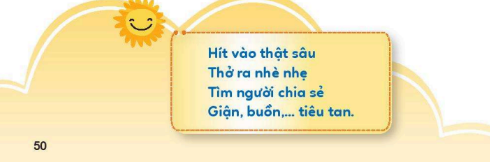 Hít vào thật sâu
Thở ra nhè nhẹ
Tìm người chia sẻ
Giận, buồn,... tiêu tan.
50